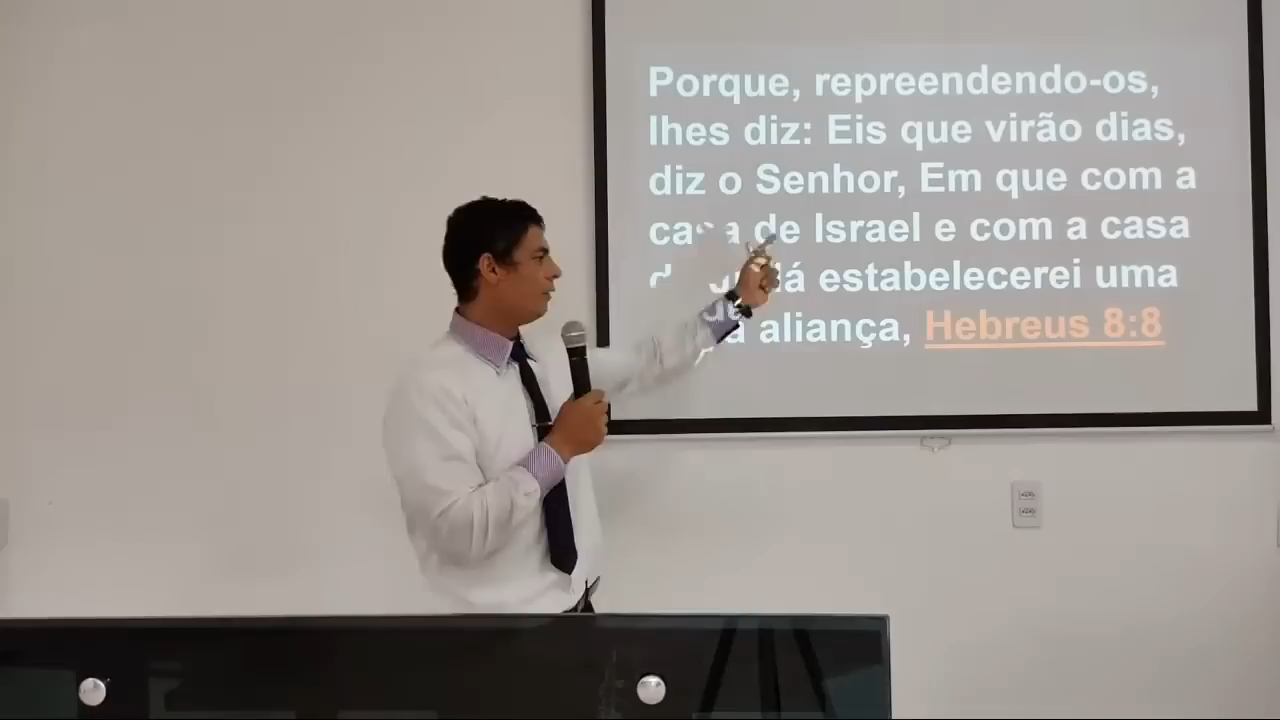 Porque, repreendendo-os,
lhes diz: Eis que virão dias,
diz o Senhor, Em que com a
casa de Israel e com a casa
estabelecerei uma
aliança, Hebreus 8:8